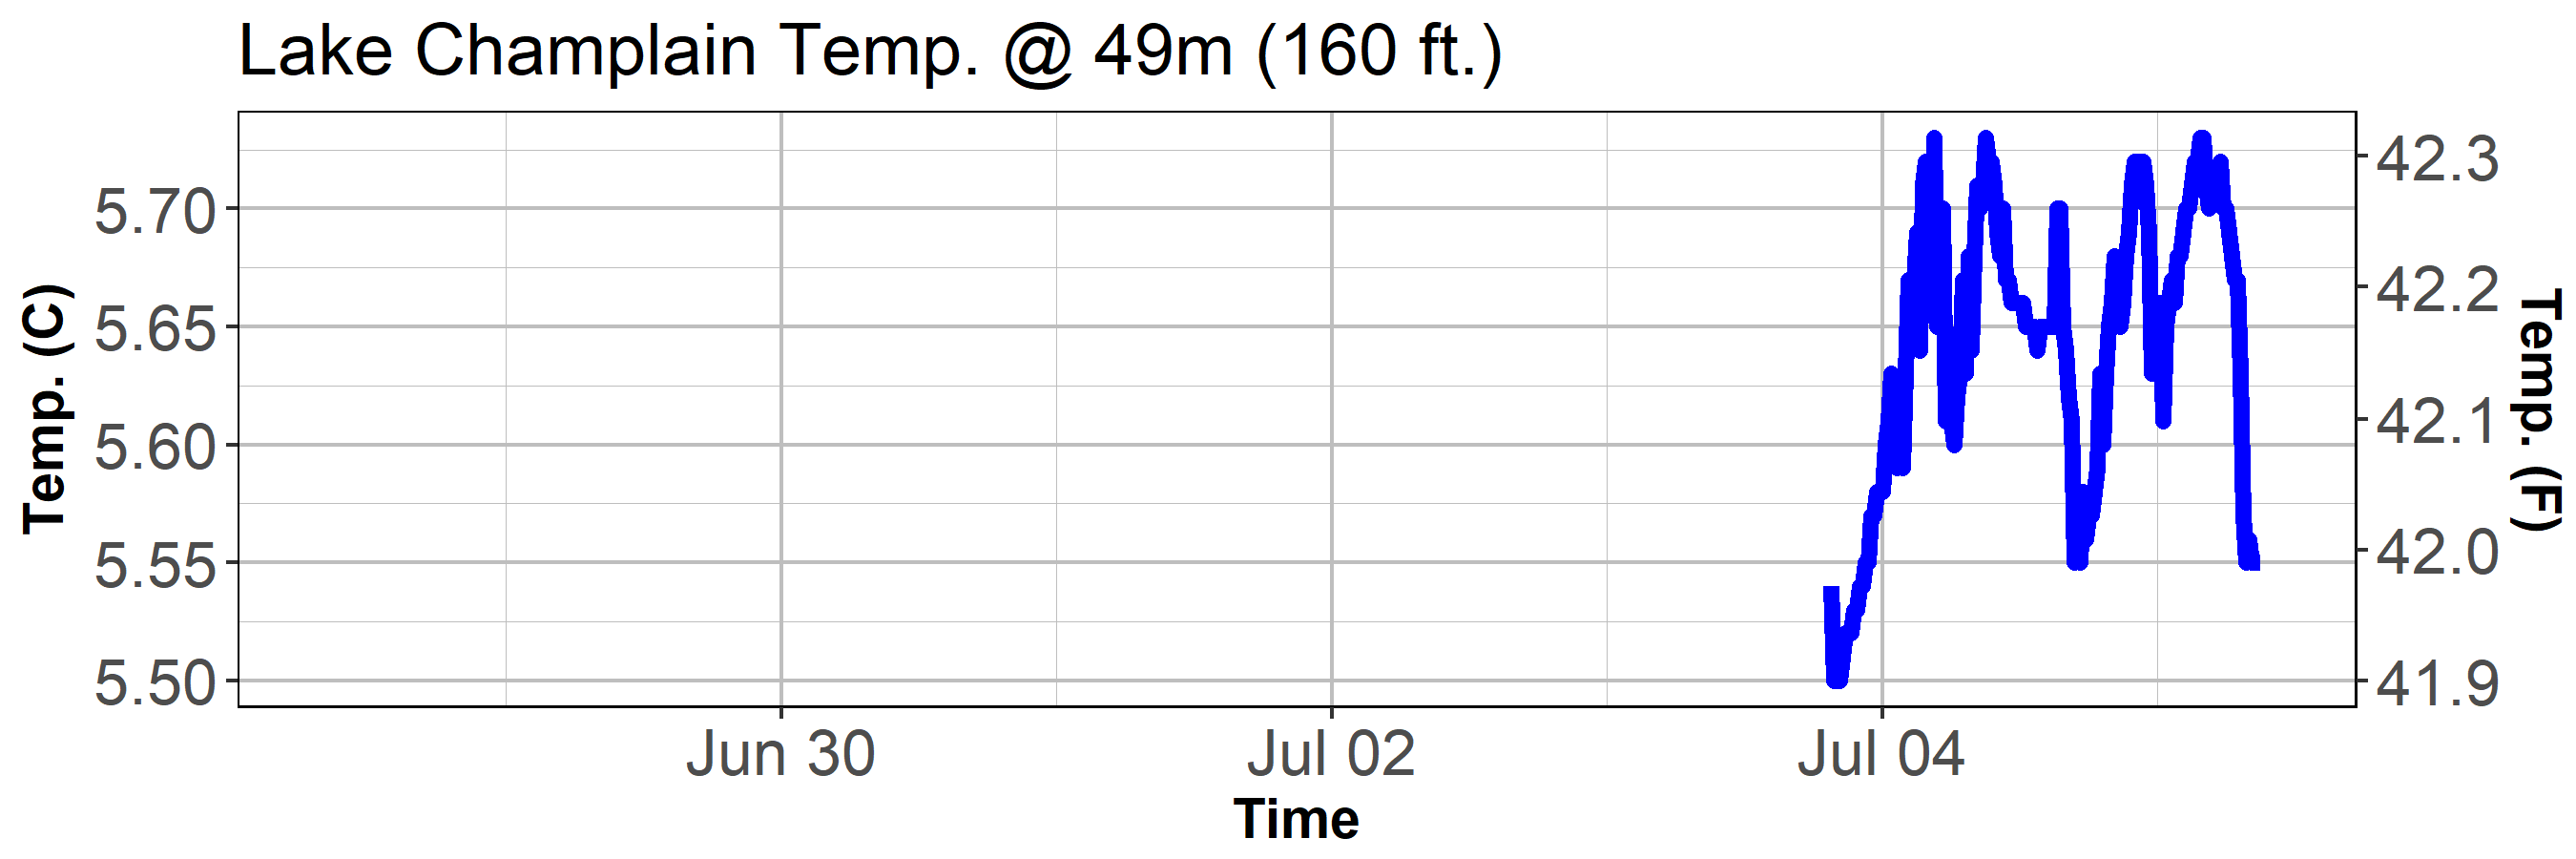 Lake Champlain Temp. @ 49m (160 ft.)
Temp. (C)
5.70
5.65
5.60
5.55
5.50
42.3
42.2
42.1
42.0
41.9
Temp. (F)
Jun 30
Jul 02
Jul 04
Time